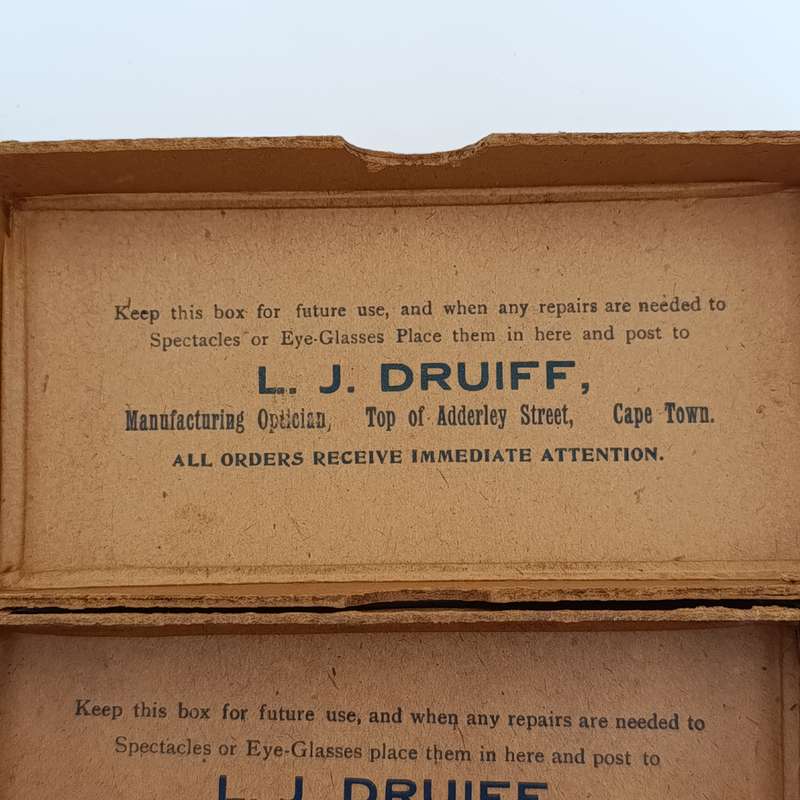 Keep this box for future use, and when any repairs are needed to
Spectacles or Eye-Glasses Place them in here and post to
L. J. DRUIFF,
Manufacturing Optician, Top of Adderley Street, Cape Town.
ALL ORDERS RECEIVE IMMEDIATE ATTENTION.
Keep this box for future use, and when any repairs are needed to
Spectacles or Eye-Glasses place them in here and post to
L. J. DRUIFF